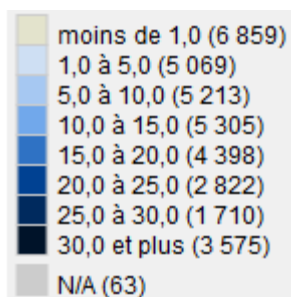 moins de 1,0 (6 859)
1,0 à 5,0 (5 069)
5,0 à 10,0 (5 213)
10,0 à 15,0 (5 305)
15,0 à 20,0 (4 398)
20,0 à 25,0 (2 822)
25,0 à 30,0 (1 710)
30,0 et plus (3 575)
N/A (63)